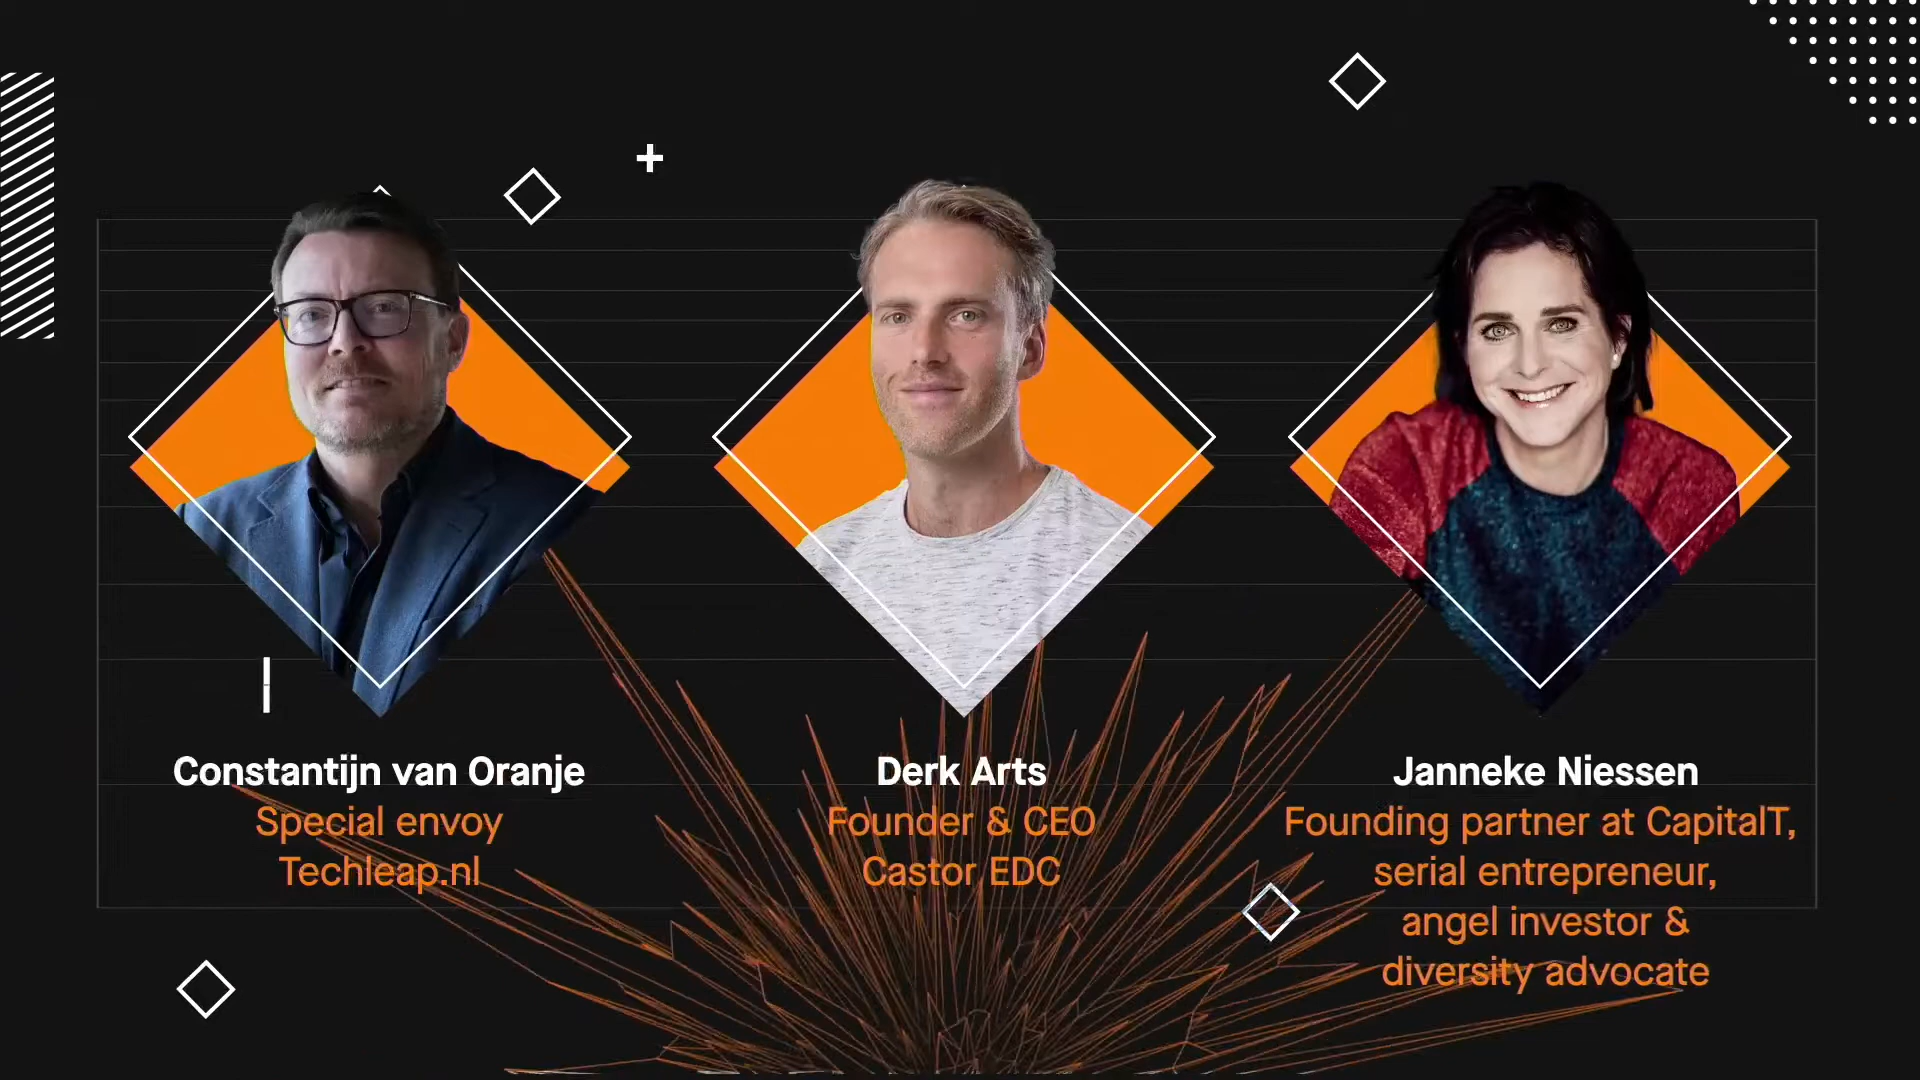 Constantijn van Oranje
Special envoy
Techleap.nl
Derk Arts
Founder & CEO
Castor EDC
Janneke Niessen
Founding partner at CapitalT,
serial entrepreneur,
angel investor &
diversity advocate